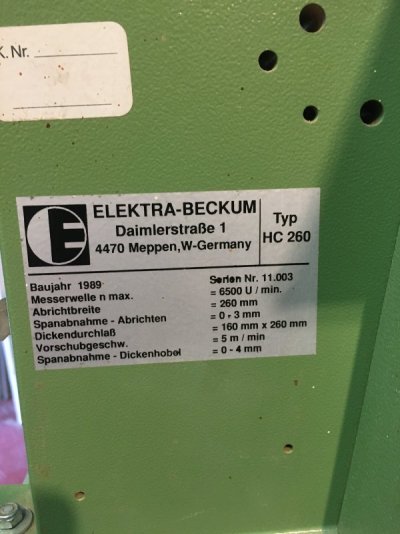 K.Nr.
E
ELEKTRA-BECKUM
Daimlerstraße 1
4470 Meppen,W-Germany
Typ
HC 260
Baujahr 1989 Serien Nr. 11.003
Messerwelle n max. = 6500 U / min.
Abrichtbreite = 260 mm
Spanabnahme - Abrichten = 0 - 3 mm
Dickendurchlaß = 160 mm x 260 mm
Vorschubgeschw. = 5 m / min
Spanabnahme - Dickenhobel = 0 - 4 mm